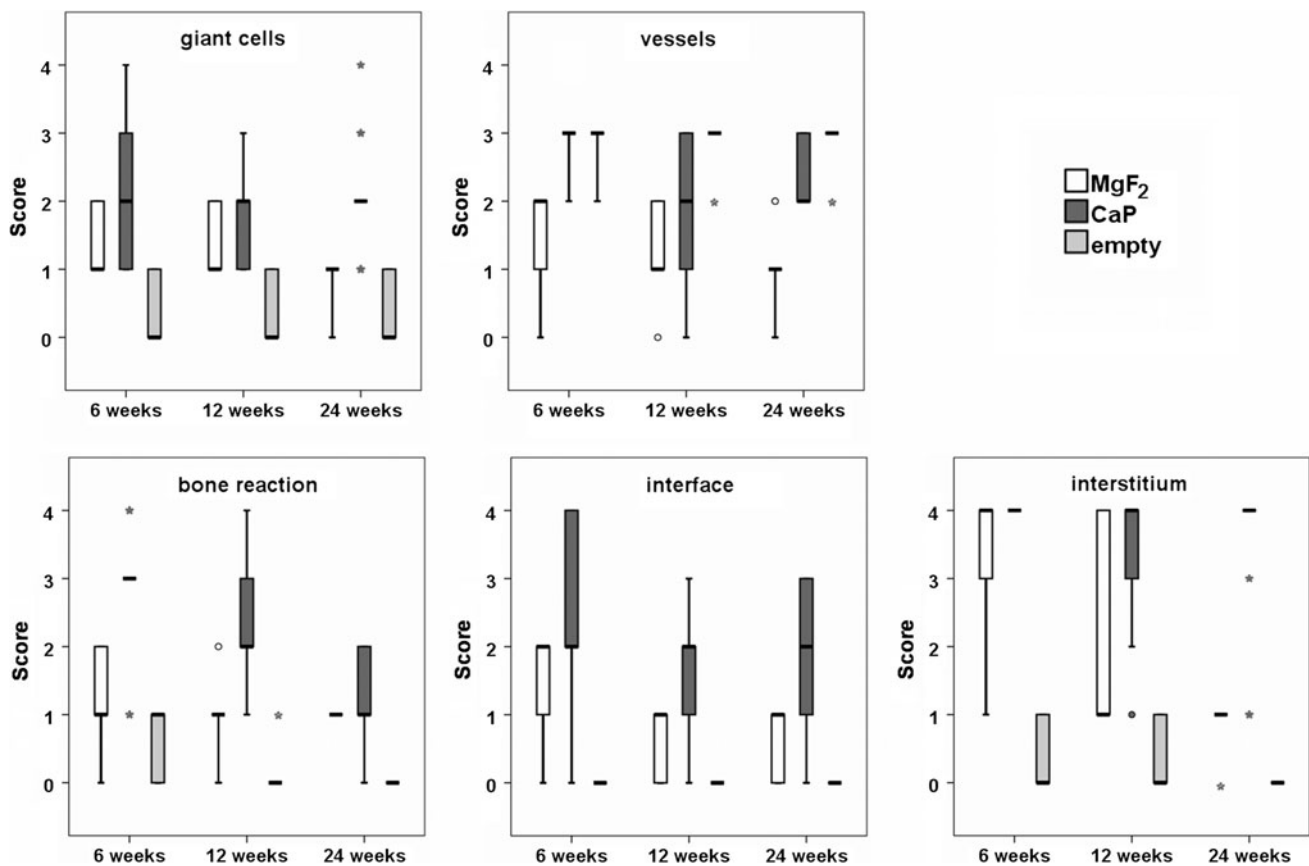 giant cells
Score
4
3
2
1
0
6 weeks 12 weeks 24 weeks
vessels
Score
4
3
2
1
0
6 weeks 12 weeks 24 weeks
MgF2
CaP
empty
bone reaction
Score
4
3
2
1
0
6 weeks 12 weeks 24 weeks
interface
Score
4
3
2
1
0
6 weeks 12 weeks 24 weeks
interstitium
Score
4
3
2
1
0
6 weeks 12 weeks 24 weeks